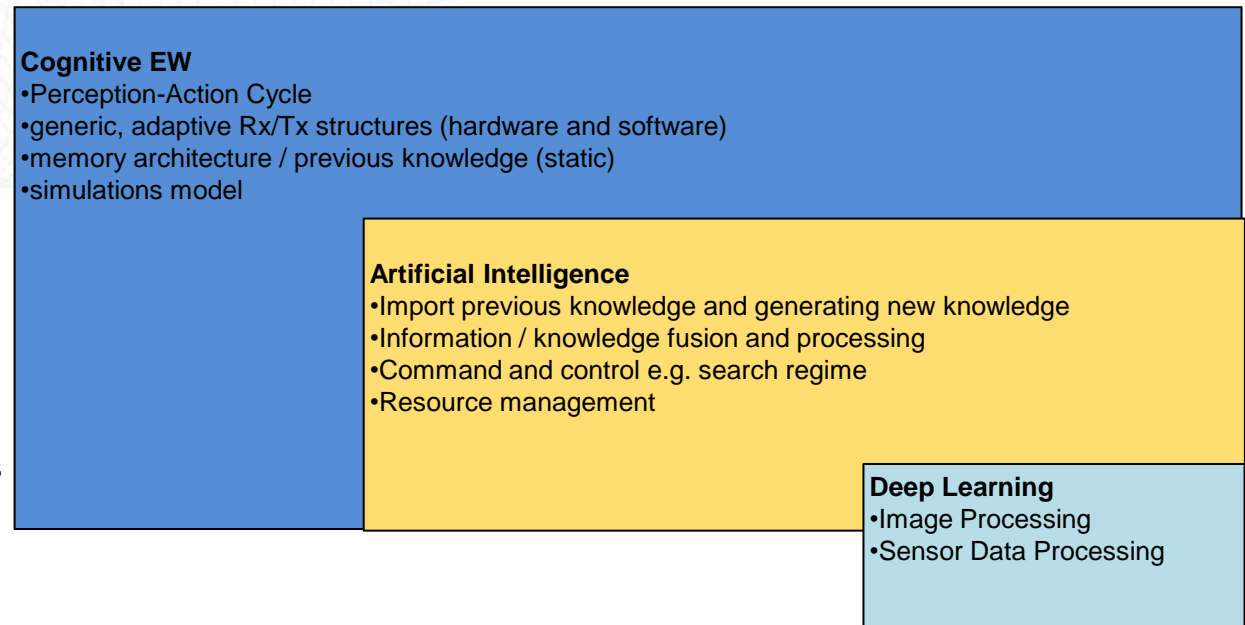 Cognitive EW
•Perception-Action Cycle
•generic, adaptive Rx/Tx structures (hardware and software)
•memory architecture / previous knowledge (static)
•simulations model
Artificial Intelligence
•Import previous knowledge and generating new knowledge
•Information / knowledge fusion and processing
•Command and control e.g. search regime
•Resource management
Deep Learning
•Image Processing
•Sensor Data Processing